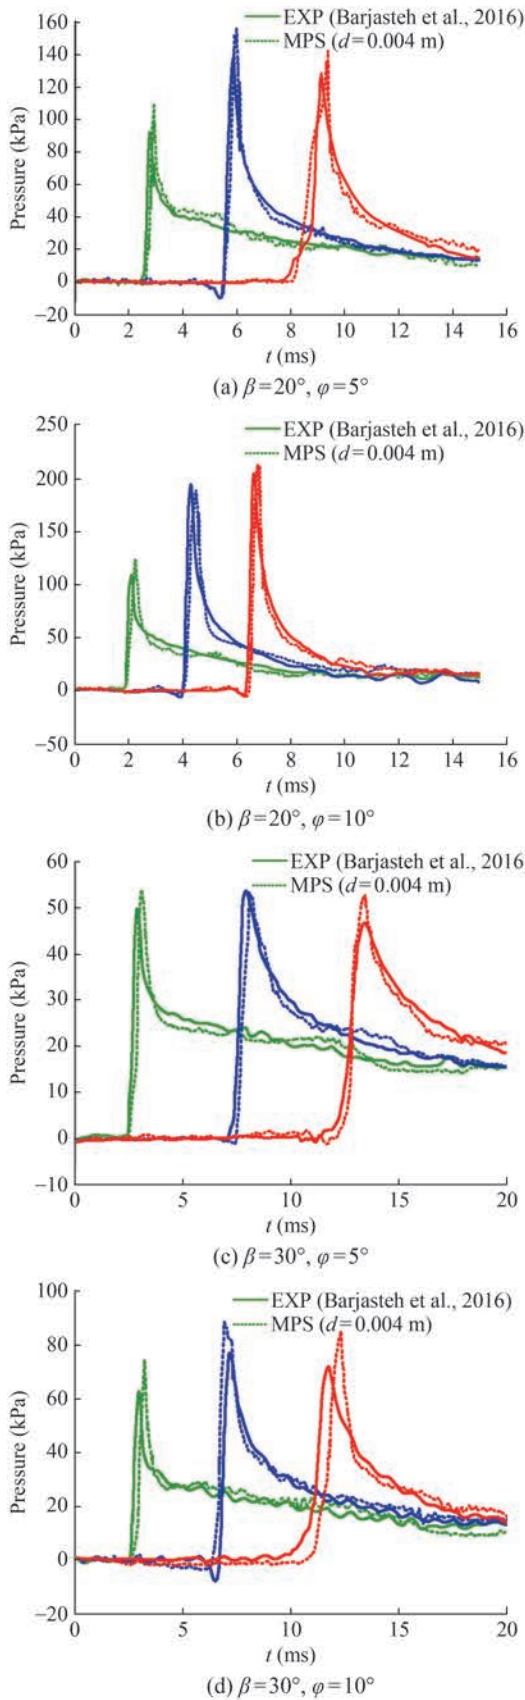 EXP (Barjasteh et al., 2016)
MPS (d=0.004 m)
160
140
120
100
80
60
40
20
0
−20
Pressure (kPa)
0 2 4 6 8 10 12 14 16
t (ms)
(a) β=20°, φ=5°
EXP (Barjasteh et al., 2016)
MPS (d=0.004 m)
250
200
150
100
50
0
−50
Pressure (kPa)
0 2 4 6 8 10 12 14 16
t (ms)
(b) β=20°, φ=10°
EXP (Barjasteh et al., 2016
MPS (d=0.004 m)
60
50
40
30
20
10
0
−10
Pressure (kPa)
0 5 10 15 20
t (ms)
(c) β=30°, φ=5°
EXP (Barjasteh et al., 2016)
MPS (d=0.004 m)
100
80
60
40
20
0
−20
Pressure (kPa)
0 5 10 15 20
t (ms)
(d) β=30°, φ=10°